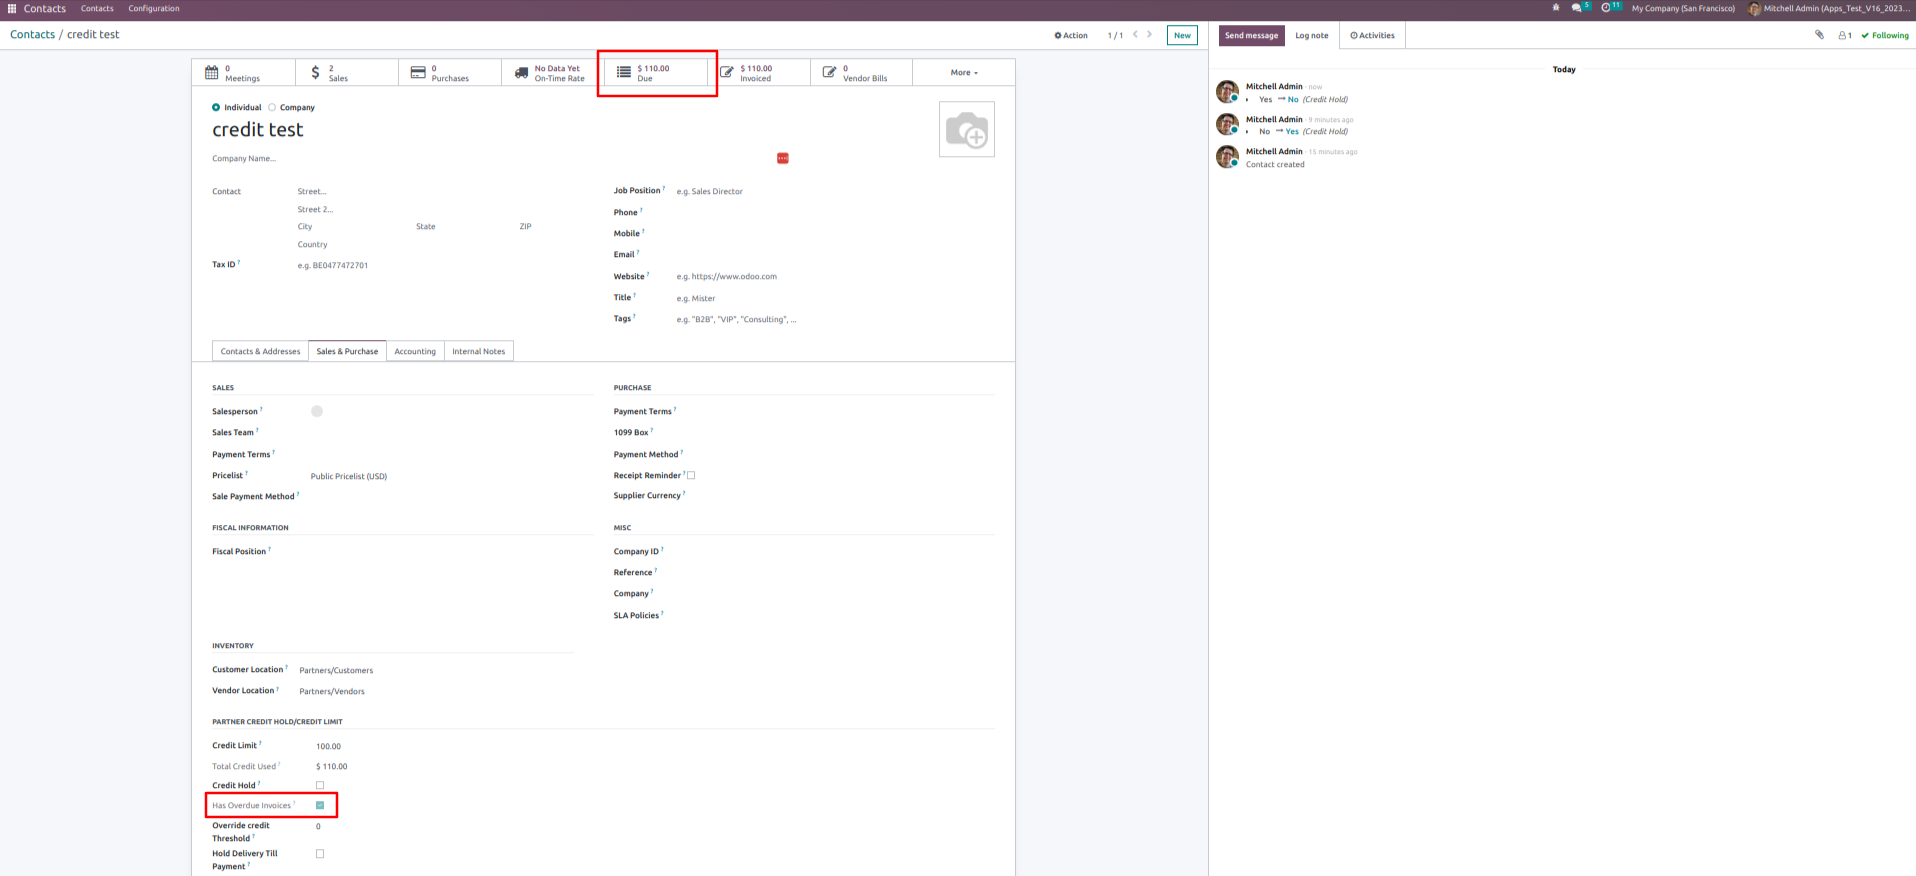 Contacts Contacts Configuration 5 11 My Company (San Francisco) Mitchell Admin (Apps_Test_V16_2023...
Contacts / credit test Action 1 / 1 New
Send message Log note Activities 1 Following
0 Meetings
2 Sales
0 Purchases
No Data Yet On-Time Rate
$ 110.00 Due
$ 110.00 Invoiced
0 Vendor Bills
More
Individual Company
credit test
Company Name...
Contact Street...
Street 2...
City State ZIP
Country
Tax ID ? e.g. BE0477472701
Job Position ? e.g. Sales Director
Phone ?
Mobile ?
Email ?
Website ? e.g. https://www.odoo.com
Title ? e.g. Mister
Tags ? e.g. "B2B", "VIP", "Consulting", ...
Contacts & Addresses Sales & Purchase Accounting Internal Notes
SALES
Salesperson ?
Sales Team ?
Payment Terms ?
Pricelist ? Public Pricelist (USD)
Sale Payment Method ?
PURCHASE
Payment Terms ?
1099 Box ?
Payment Method ?
Receipt Reminder ?
Supplier Currency ?
FISCAL INFORMATION
Fiscal Position ?
MISC
Company ID ?
Reference ?
Company ?
SLA Policies ?
INVENTORY
Customer Location ? Partners/Customers
Vendor Location ? Partners/Vendors
PARTNER CREDIT HOLD/CREDIT LIMIT
Credit Limit ? 100.00
Total Credit Used ? $ 110.00
Credit Hold ?
Has Overdue Invoices ?
Override credit 0
Threshold ?
Hold Delivery Till
Payment ?
Today
Mitchell Admin - now
Yes → No (Credit Hold)
Mitchell Admin - 9 minutes ago
No → Yes (Credit Hold)
Mitchell Admin - 15 minutes ago
Contact created